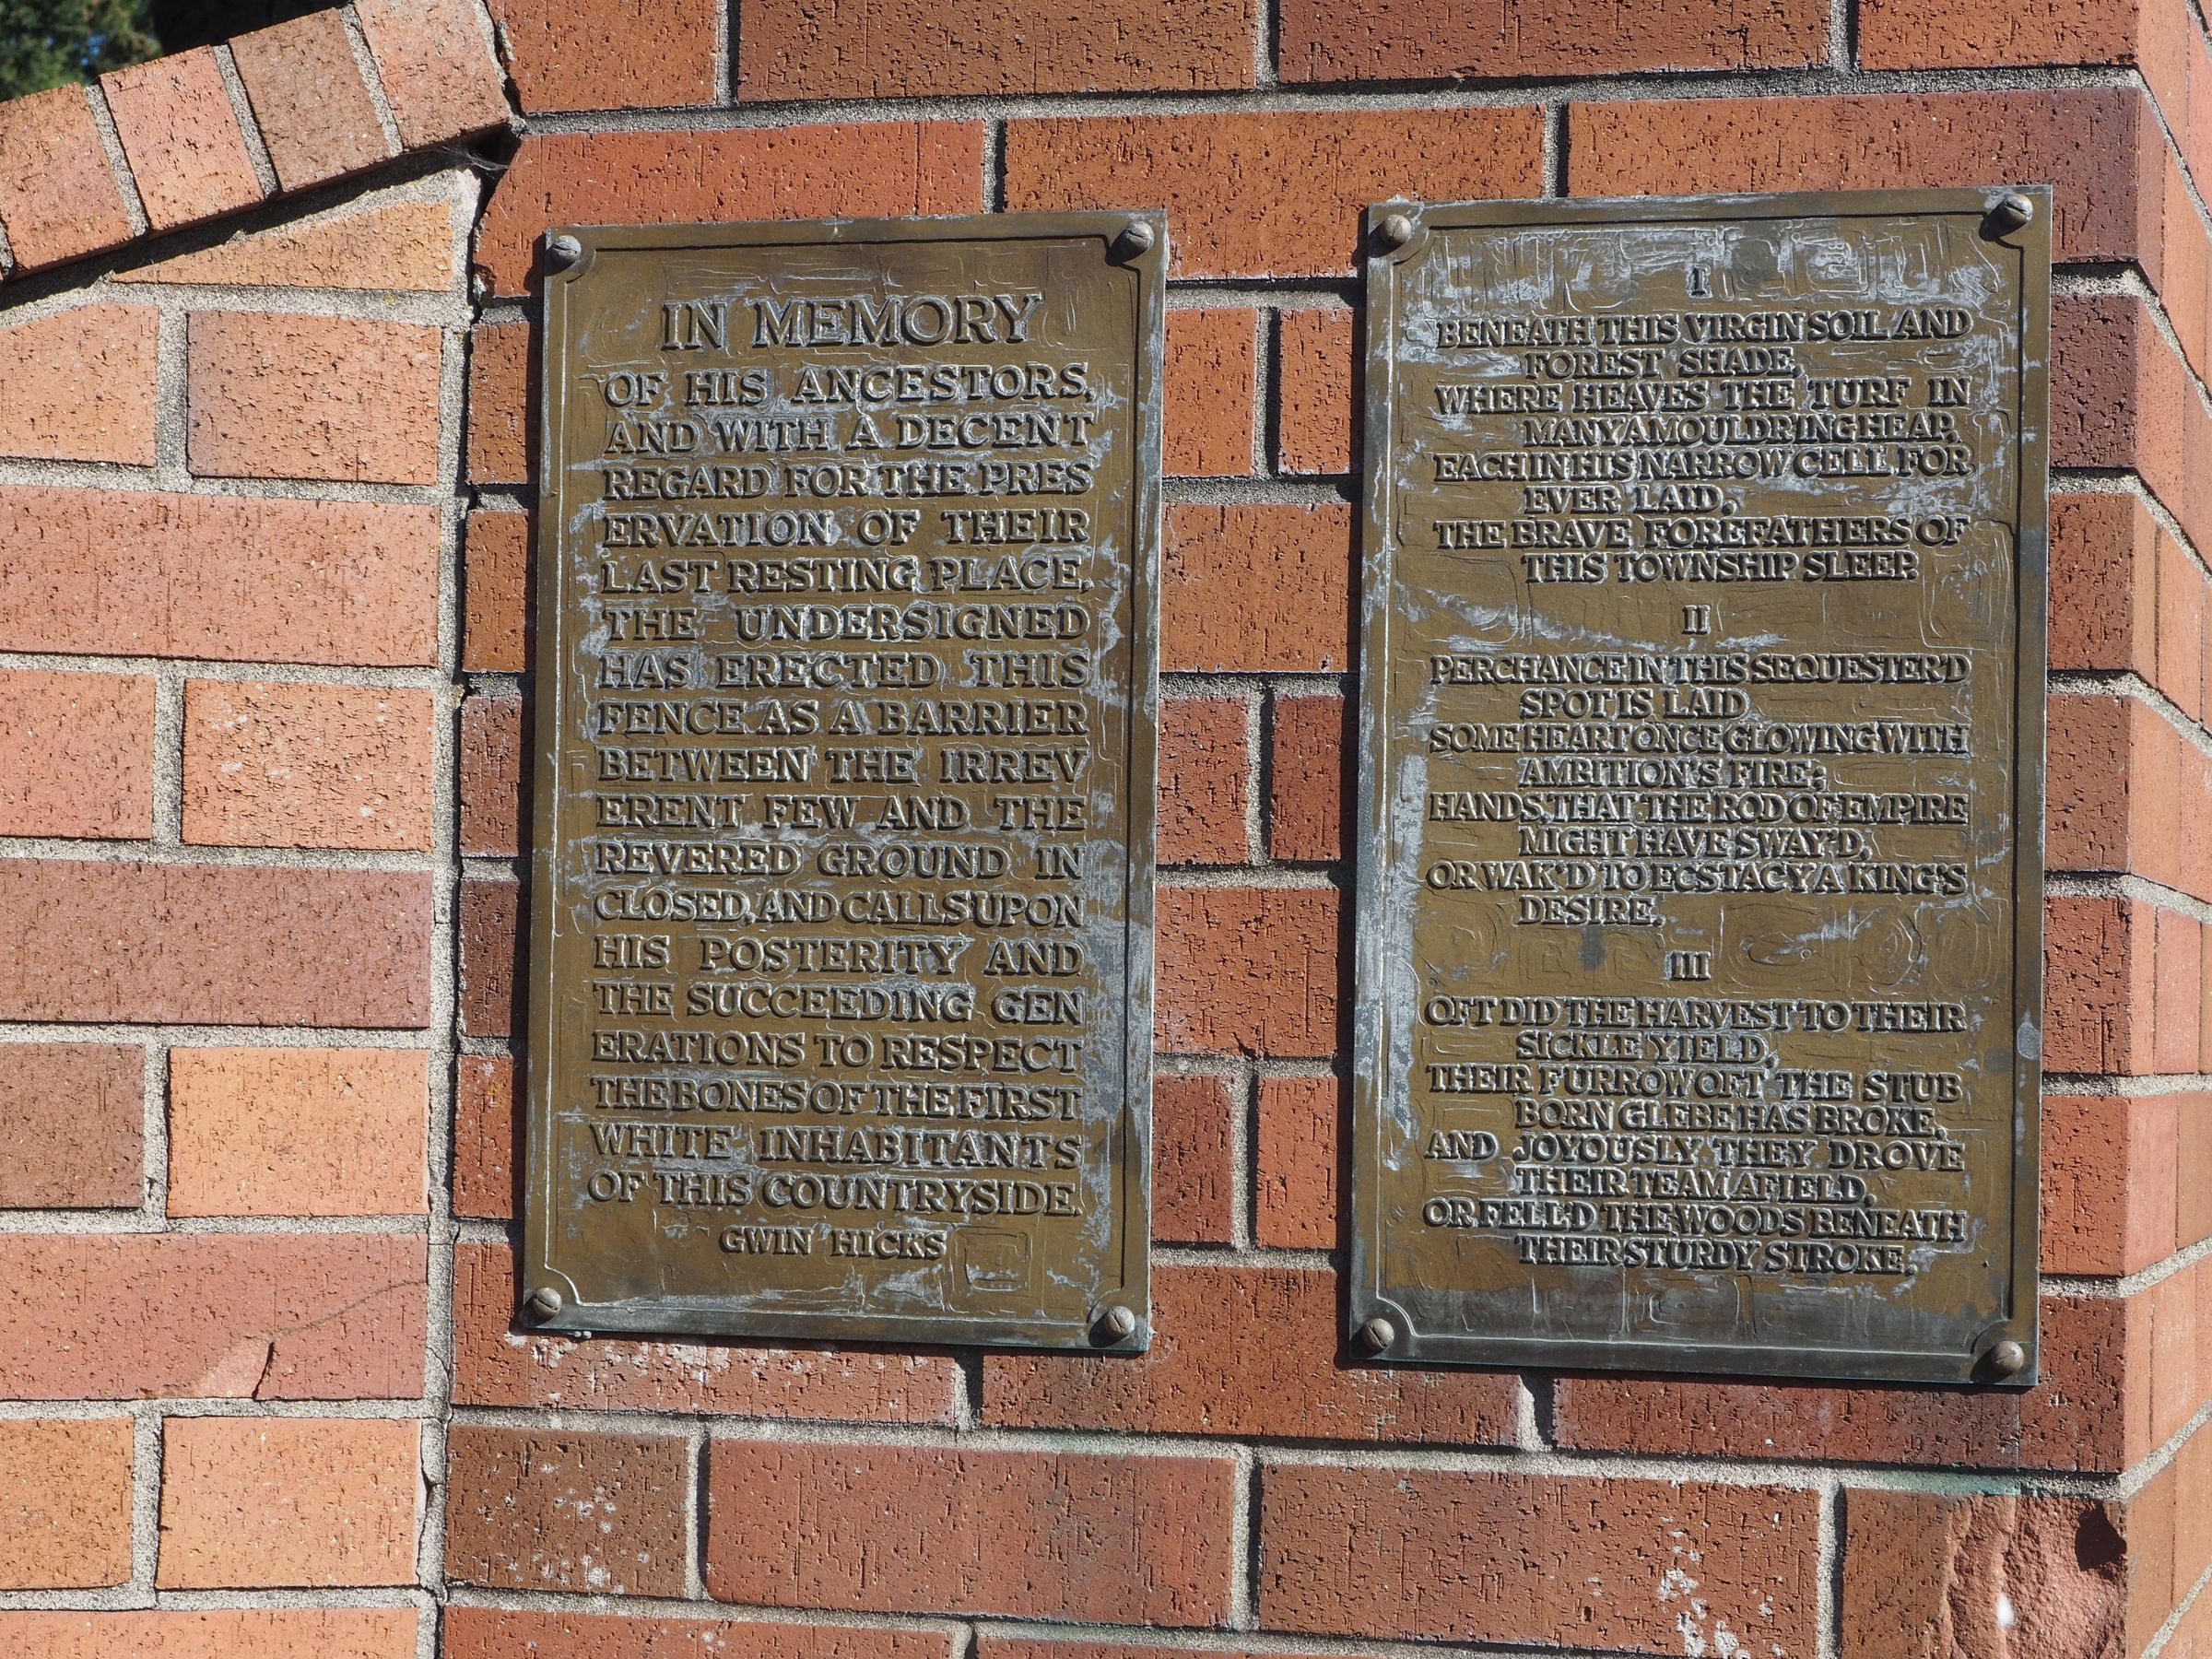 IN MEMORY
OF HIS ANCESTORS,
AND WITH A DECENT
REGARD FOR THE PRES
ERVATION OF THEIR
LAST RESTING PLACE,
THE UNDERSIGNED
HAS ERECTED THIS
FENCE AS A BARRIER
BETWEEN THE IRREV
ERENT FEW AND THE
REVERED GROUND IN
CLOSED, AND CALLS UPON
HIS POSTERITY AND
THE SUCCEEDING GEN
ERATIONS TO RESPECT
THE BONES OF THE FIRST
WHITE INHABITANTS
OF THIS COUNTRYSIDE.
GWIN HICKS
I
BENEATH THIS VIRGIN SOIL AND
FOREST SHADE,
WHERE HEAVES THE TURF IN
MANY A MOULDRING HEAP,
EACH IN HIS NARROW CELL FOR
EVER LAID,
THE BRAVE FOREFATHERS OF
THIS TOWNSHIP SLEEP.
II
PERCHANCE IN THIS SEQUESTER'D
SPOT IS LAID
SOME HEART ONCE GLOWING WITH
AMBITION'S FIRE;
HANDS, THAT THE ROD OF EMPIRE
MIGHT HAVE SWAY'D,
OR WAK'D TO ECSTACY A KING'S
DESIRE.
III
OFT DID THE HARVEST TO THEIR
SICKLE YIELD,
THEIR FURROW OFT THE STUB
BORN GLEBE HAS BROKE,
AND JOYOUSLY THEY DROVE
THEIR TEAM AFIELD,
OR FELL'D THE WOODS BENEATH
THEIR STURDY STROKE.